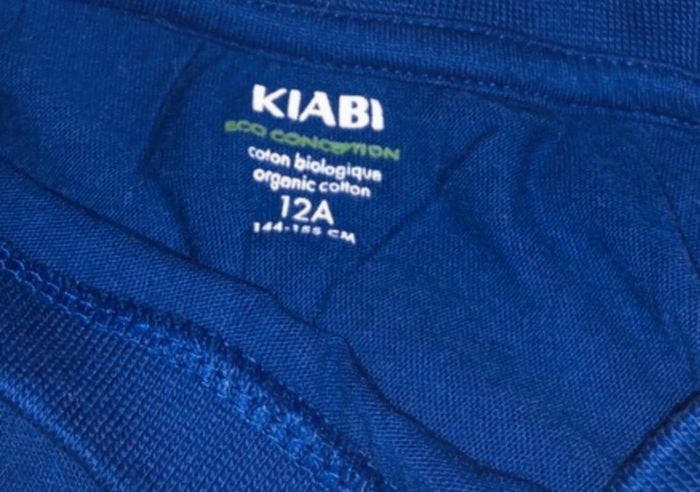 KIABI
ECO CONCEPTION
coton biologique
organic cotton
12A
144-155 CM